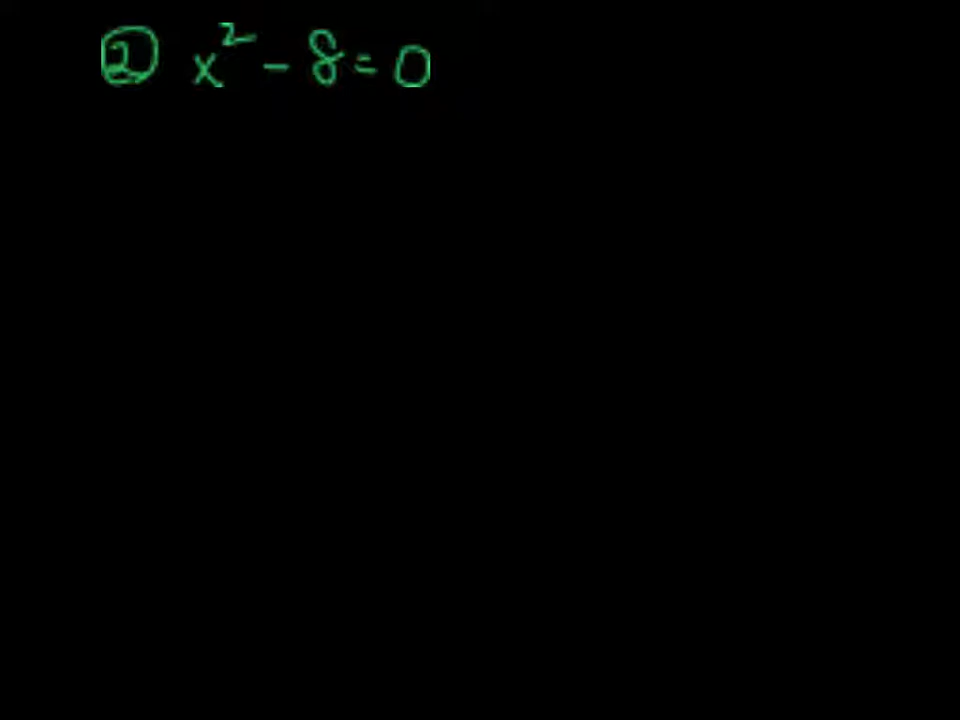 ② x² - 8 = 0